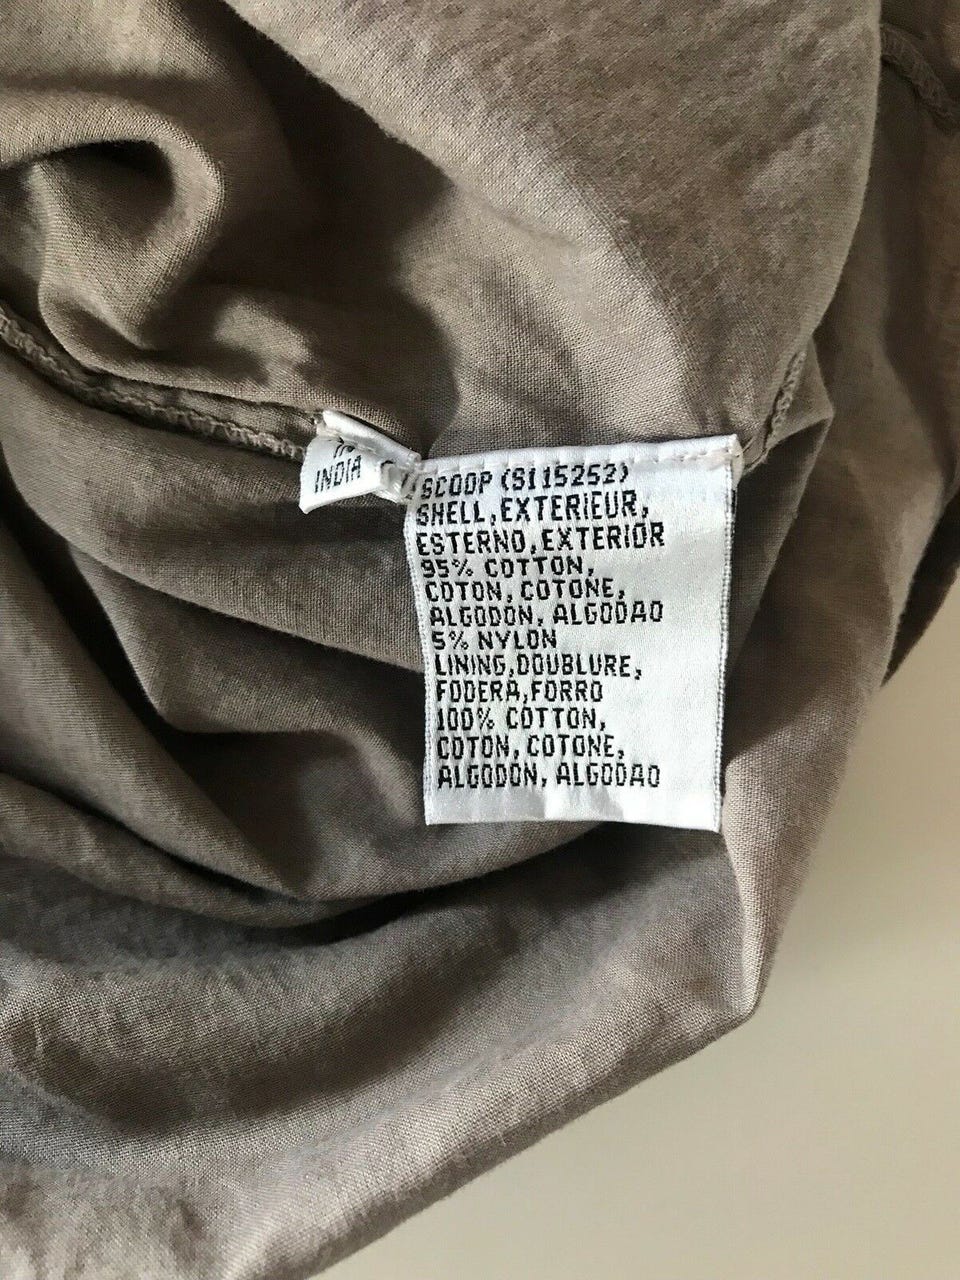 INDIA
SCOOP (S115252)
SHELL,EXTERIEUR,
ESTERNO,EXTERIOR
95% COTTON,
COTON, COTONE,
ALGODON, ALGODAO
5% NYLON
LINING,DOUBLURE,
FODERA,FORRO
100% COTTON,
COTON, COTONE,
ALGODON, ALGODAO